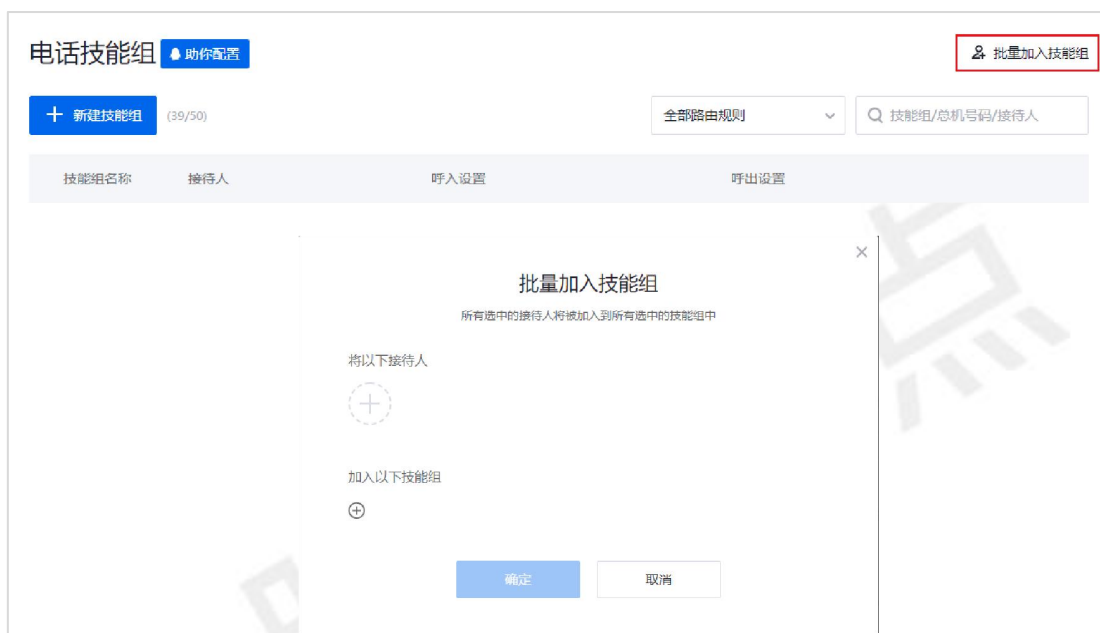 电话技能组 助你配置 批量加入技能组
新建技能组 (39/50) 全部路由规则 技能组/总机号码/接待人
技能组名称 接待人 呼入设置 呼出设置
批量加入技能组
所有选中的接待人将被加入到所有选中的技能组中
将以下接待人
加入以下技能组
确定 取消
点